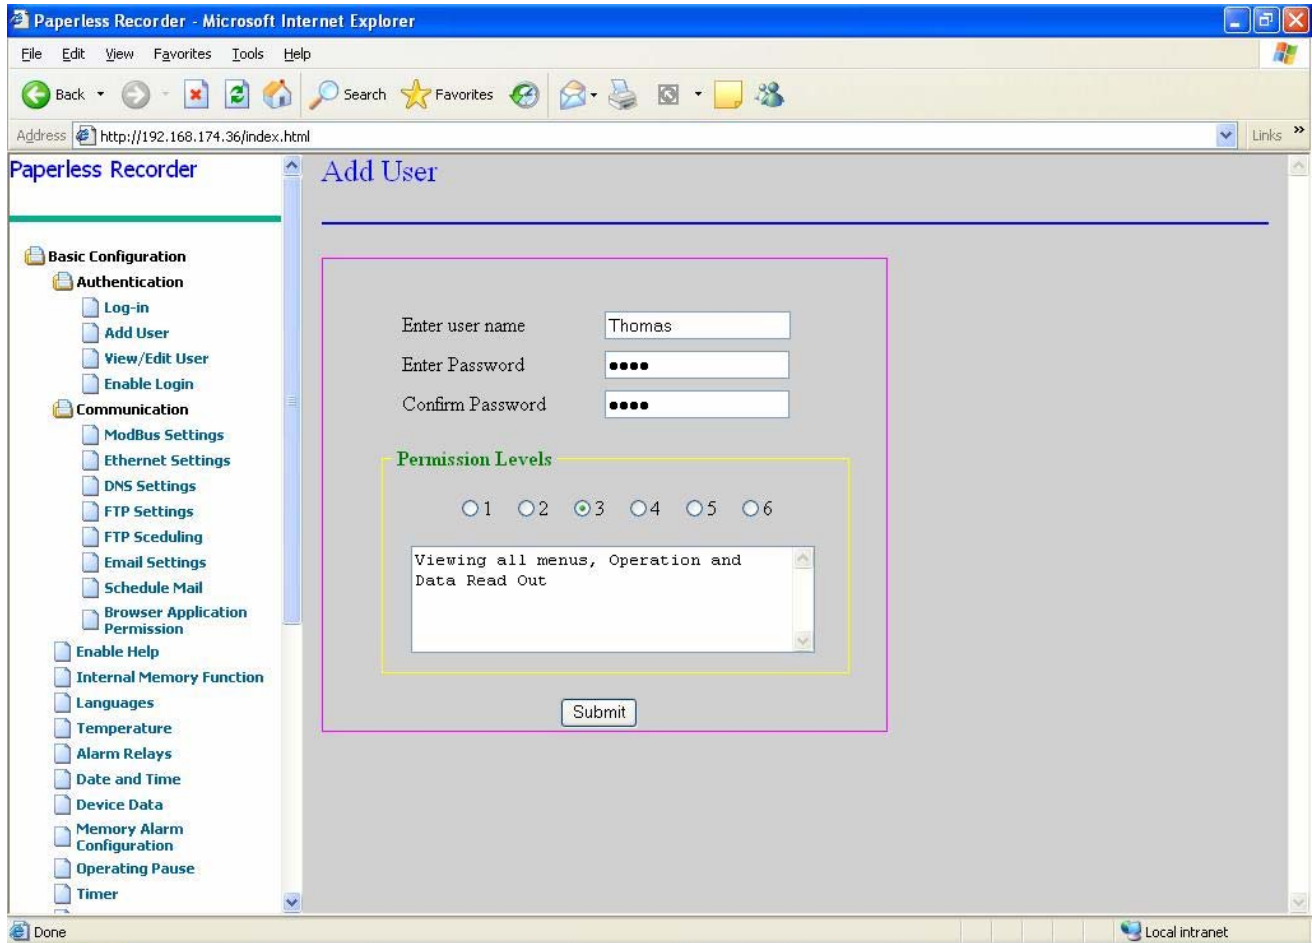 Paperless Recorder - Microsoft Internet Explorer
File Edit View Favorites Tools Help
Back Search Favorites
Address http://192.168.174.36/index.html Links »
Paperless Recorder
Basic Configuration
Authentication
Log-in
Add User
View/Edit User
Enable Login
Communication
ModBus Settings
Ethernet Settings
DNS Settings
FTP Settings
FTP Sceduling
Email Settings
Schedule Mail
Browser Application
Permission
Enable Help
Internal Memory Function
Languages
Temperature
Alarm Relays
Date and Time
Device Data
Memory Alarm
Configuration
Operating Pause
Timer
Add User
Enter user name Thomas
Enter Password ••••
Confirm Password ••••
Permission Levels
1 2 3 4 5 6
Viewing all menus, Operation and
Data Read Out
Submit
Done Local intranet